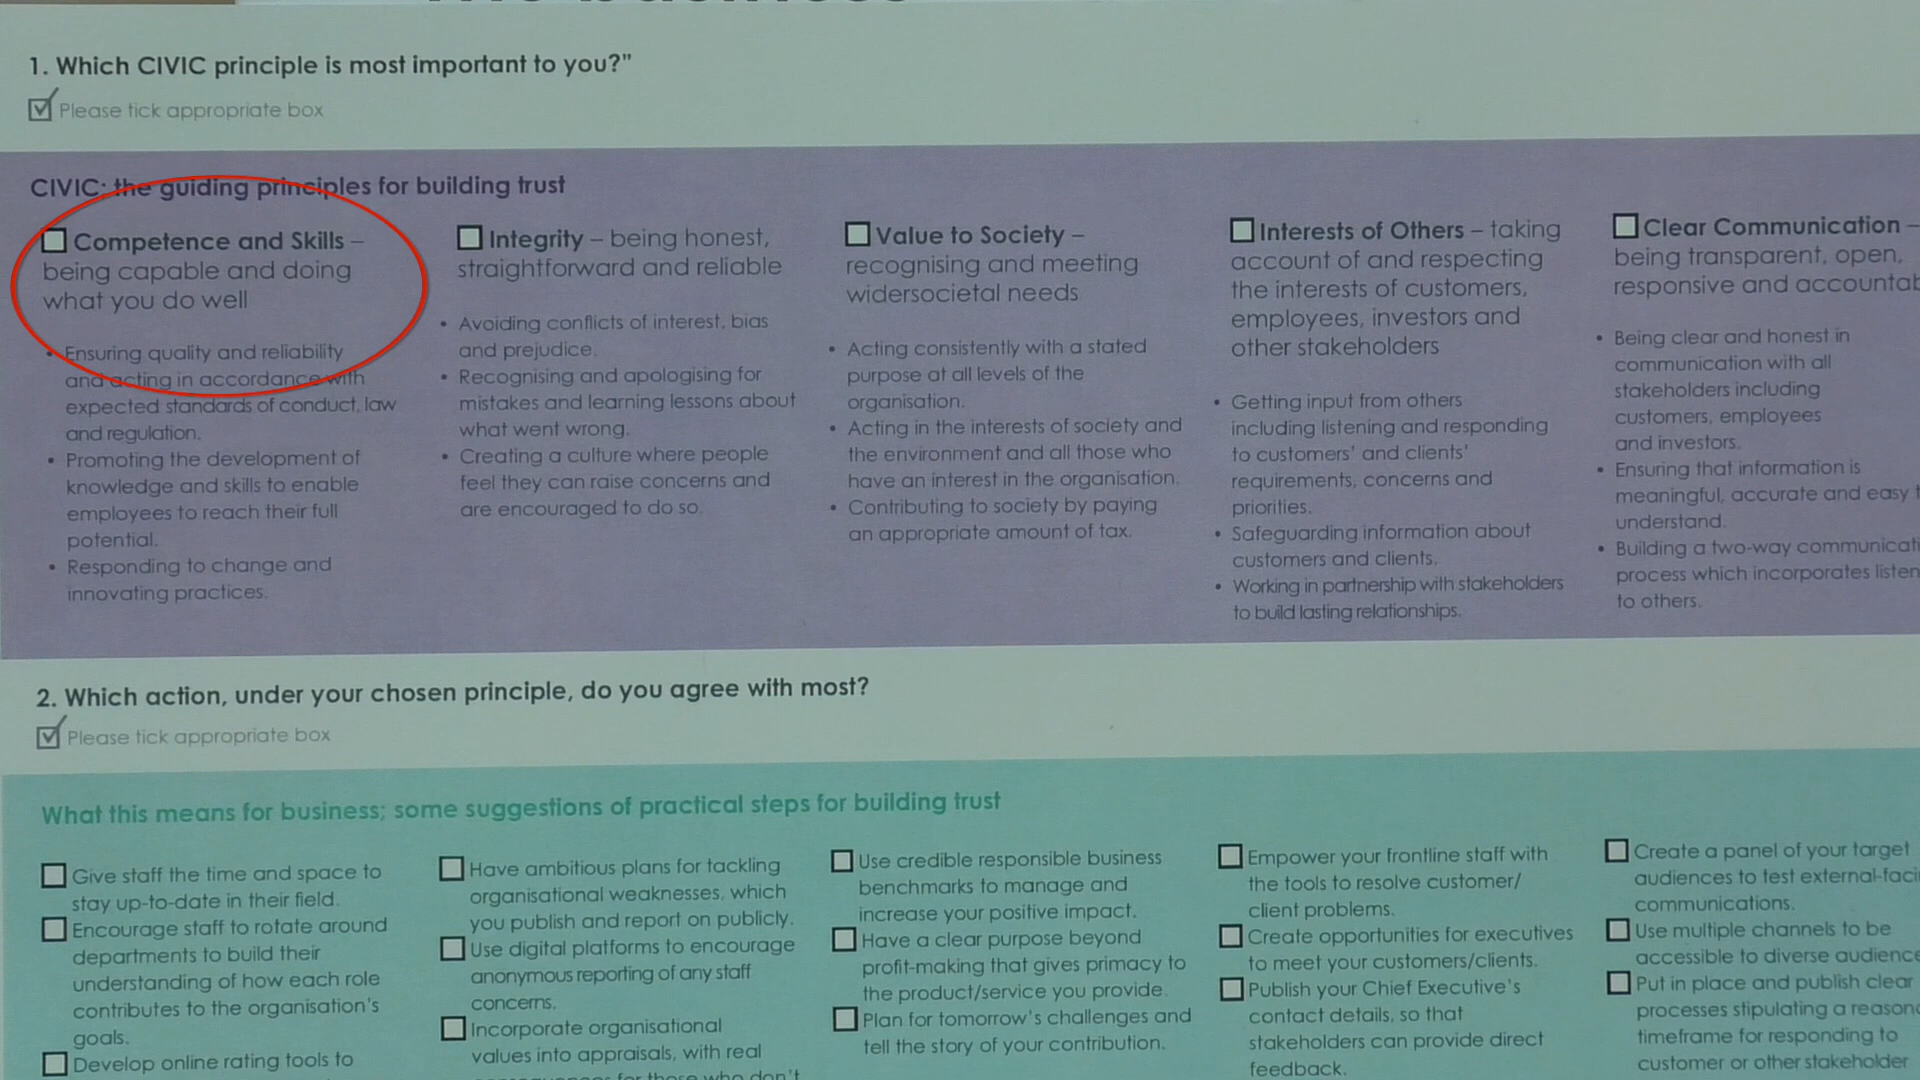 1. Which CIVIC principle is most important to you?"
Please tick appropriate box
CIVIC: the guiding principles for building trust
Competence and Skills –
being capable and doing
what you do well
• Ensuring quality and reliability
and acting in accordance with
expected standards of conduct, law
and regulation.
• Promoting the development of
knowledge and skills to enable
employees to reach their full
potential.
• Responding to change and
innovating practices.
Integrity – being honest,
straightforward and reliable
• Avoiding conflicts of interest, bias
and prejudice.
• Recognising and apologising for
mistakes and learning lessons about
what went wrong.
• Creating a culture where people
feel they can raise concerns and
are encouraged to do so.
Value to Society –
recognising and meeting
widersocietal needs
• Acting consistently with a stated
purpose at all levels of the
organisation.
• Acting in the interests of society and
the environment and all those who
have an interest in the organisation.
• Contributing to society by paying
an appropriate amount of tax.
Interests of Others – taking
account of and respecting
the interests of customers,
employees, investors and
other stakeholders
• Getting input from others
including listening and responding
to customers' and clients'
requirements, concerns and
priorities.
• Safeguarding information about
customers and clients.
• Working in partnership with stakeholders
to build lasting relationships.
Clear Communication –
being transparent, open,
responsive and accountab
• Being clear and honest in
communication with all
stakeholders including
customers, employees
and investors.
• Ensuring that information is
meaningful, accurate and easy t
understand.
• Building a two-way communicati
process which incorporates listen
to others.
2. Which action, under your chosen principle, do you agree with most?
Please tick appropriate box
What this means for business; some suggestions of practical steps for building trust
Give staff the time and space to
stay up-to-date in their field.
Encourage staff to rotate around
departments to build their
understanding of how each role
contributes to the organisation's
goals.
Develop online rating tools to
Have ambitious plans for tackling
organisational weaknesses, which
you publish and report on publicly.
Use digital platforms to encourage
anonymous reporting of any staff
concerns.
Incorporate organisational
values into appraisals, with real
for those who don't
Use credible responsible business
benchmarks to manage and
increase your positive impact.
Have a clear purpose beyond
profit-making that gives primacy to
the product/service you provide.
Plan for tomorrow's challenges and
tell the story of your contribution.
Empower your frontline staff with
the tools to resolve customer/
client problems.
Create opportunities for executives
to meet your customers/clients.
Publish your Chief Executive's
contact details, so that
stakeholders can provide direct
feedback.
Create a panel of your target
audiences to test external-faci
communications.
Use multiple channels to be
accessible to diverse audience
Put in place and publish clear
processes stipulating a reason
timeframe for responding to
customer or other stakeholder